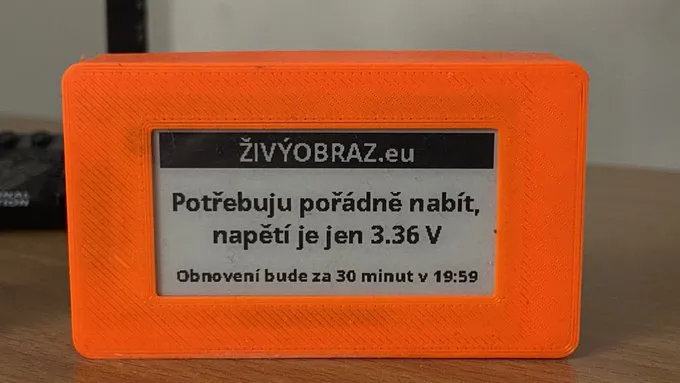 ŽIVÝOBRAZ.eu
Potřebuju pořádně nabít,
napětí je jen 3.36 V
Obnovení bude za 30 minut v 19:59